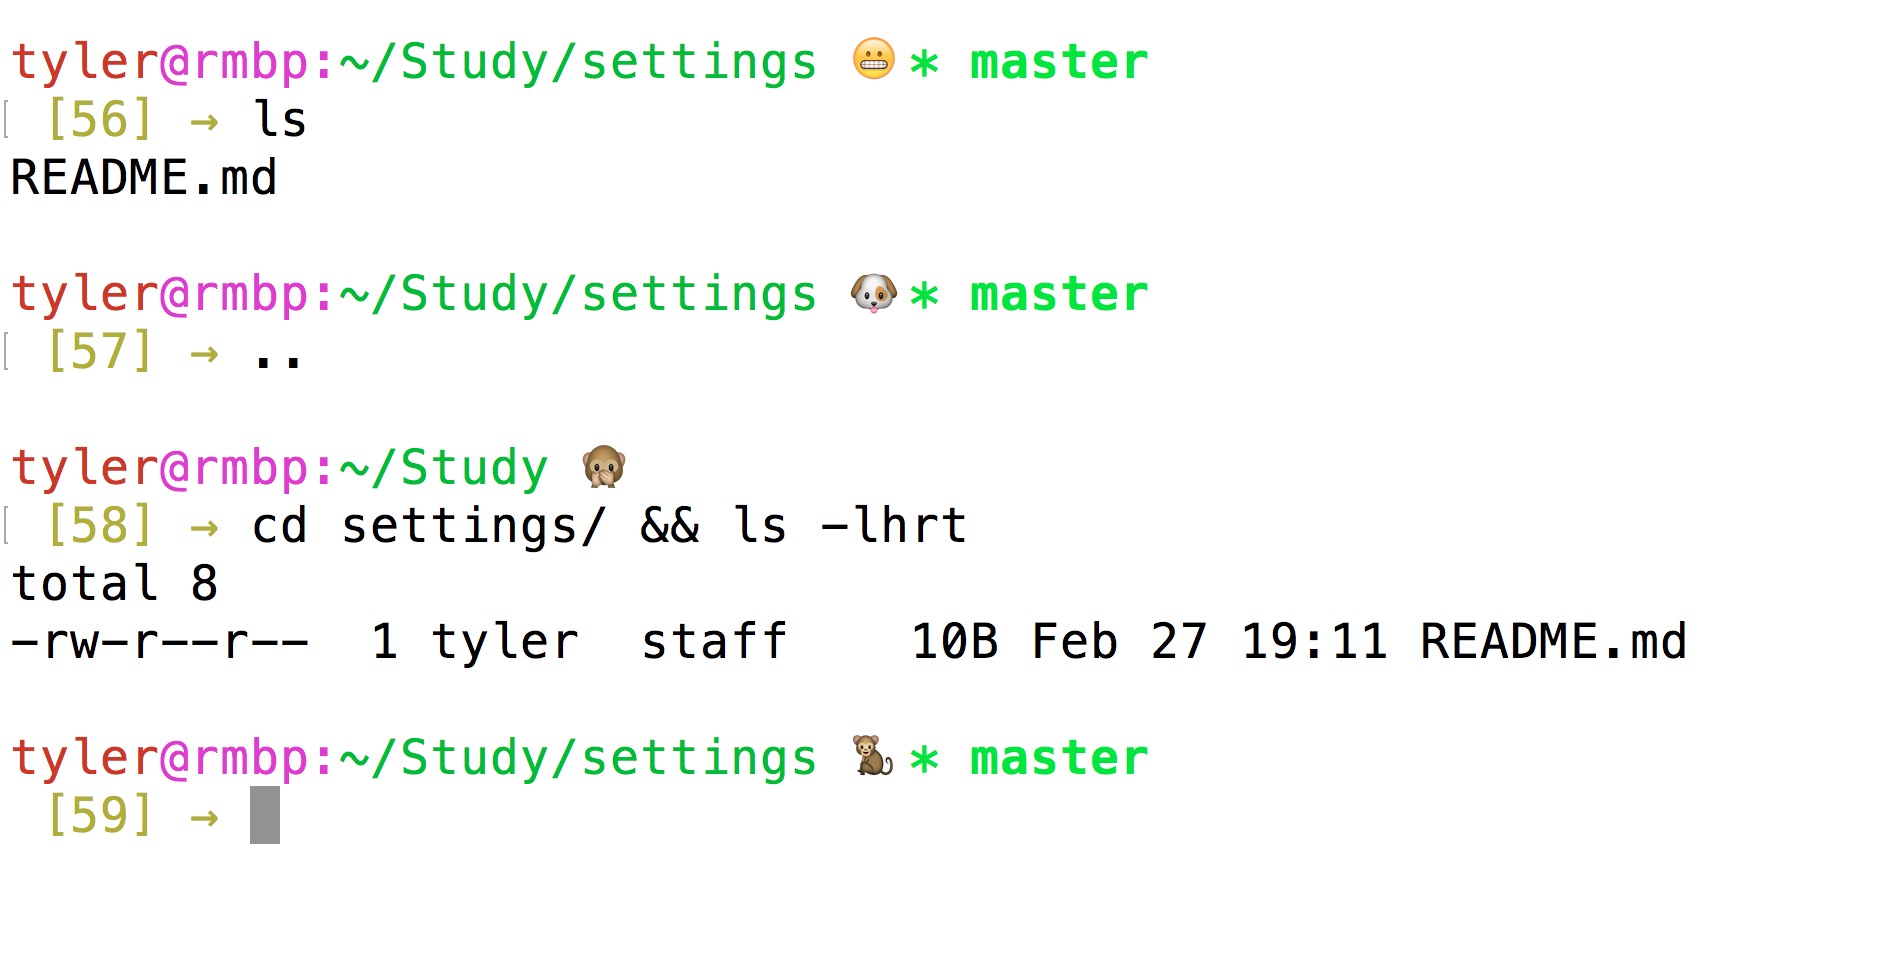 tyler@rmbp:~/Study/settings 😬 * master
[56] → ls
README.md
tyler@rmbp:~/Study/settings 🐶 * master
[57] → ..
tyler@rmbp:~/Study 🙊
[58] → cd settings/ && ls -lhrt
total 8
-rw-r--r--  1 tyler  staff    10B Feb 27 19:11 README.md
tyler@rmbp:~/Study/settings 🐒 * master
[59] →